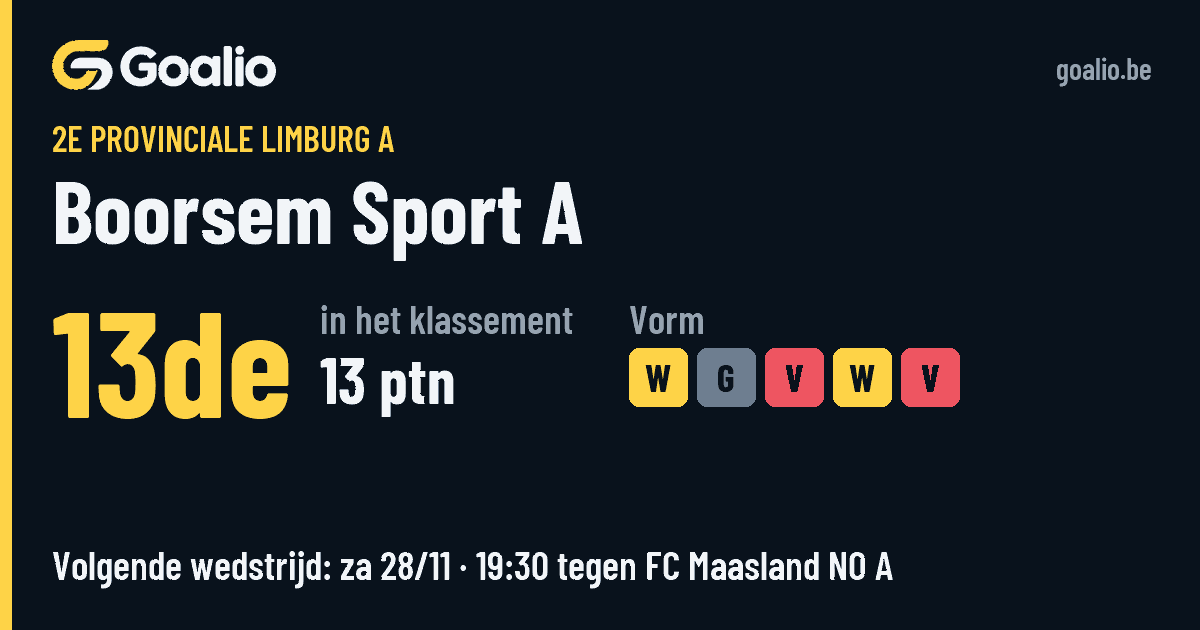 Goalio
goalio.be
2E PROVINCIALE LIMBURG A
Boorsem Sport A
13de
in het klassement
13 ptn
Vorm
W G V W V
Volgende wedstrijd: za 28/11 · 19:30 tegen FC Maasland NO A